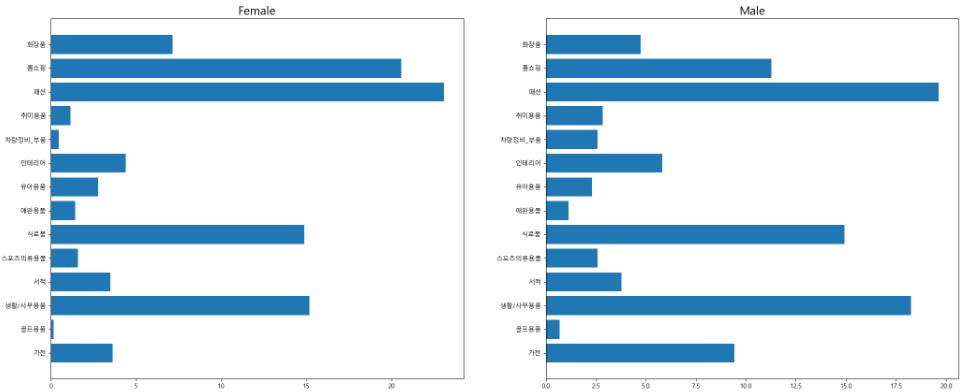 Female
화장품
홈쇼핑
패션
취미용품
차량정비_부품
인테리어
유아용품
애완용품
식료품
스포츠의류용품
서적
생활/사무용품
골프용품
가전
0 5 10 15 20
Male
화장품
홈쇼핑
패션
취미용품
차량정비_부품
인테리어
유아용품
애완용품
식료품
스포츠의류용품
서적
생활/사무용품
골프용품
가전
0.0 2.5 5.0 7.5 10.0 12.5 15.0 17.5 20.0